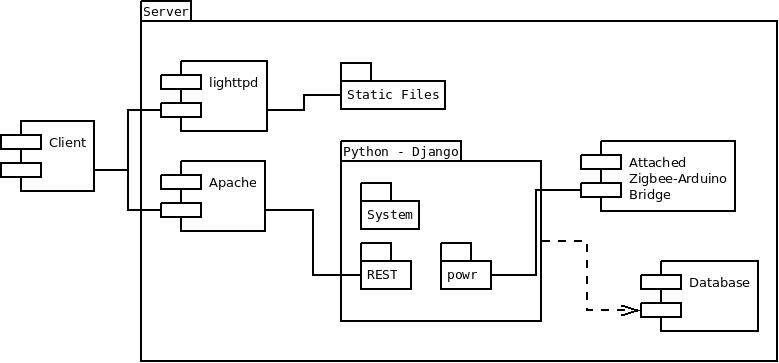 Server
lighttpd
Static Files
Client
Python - Django
Apache
Attached
Zigbee-Arduino
Bridge
System
REST
powr
Database